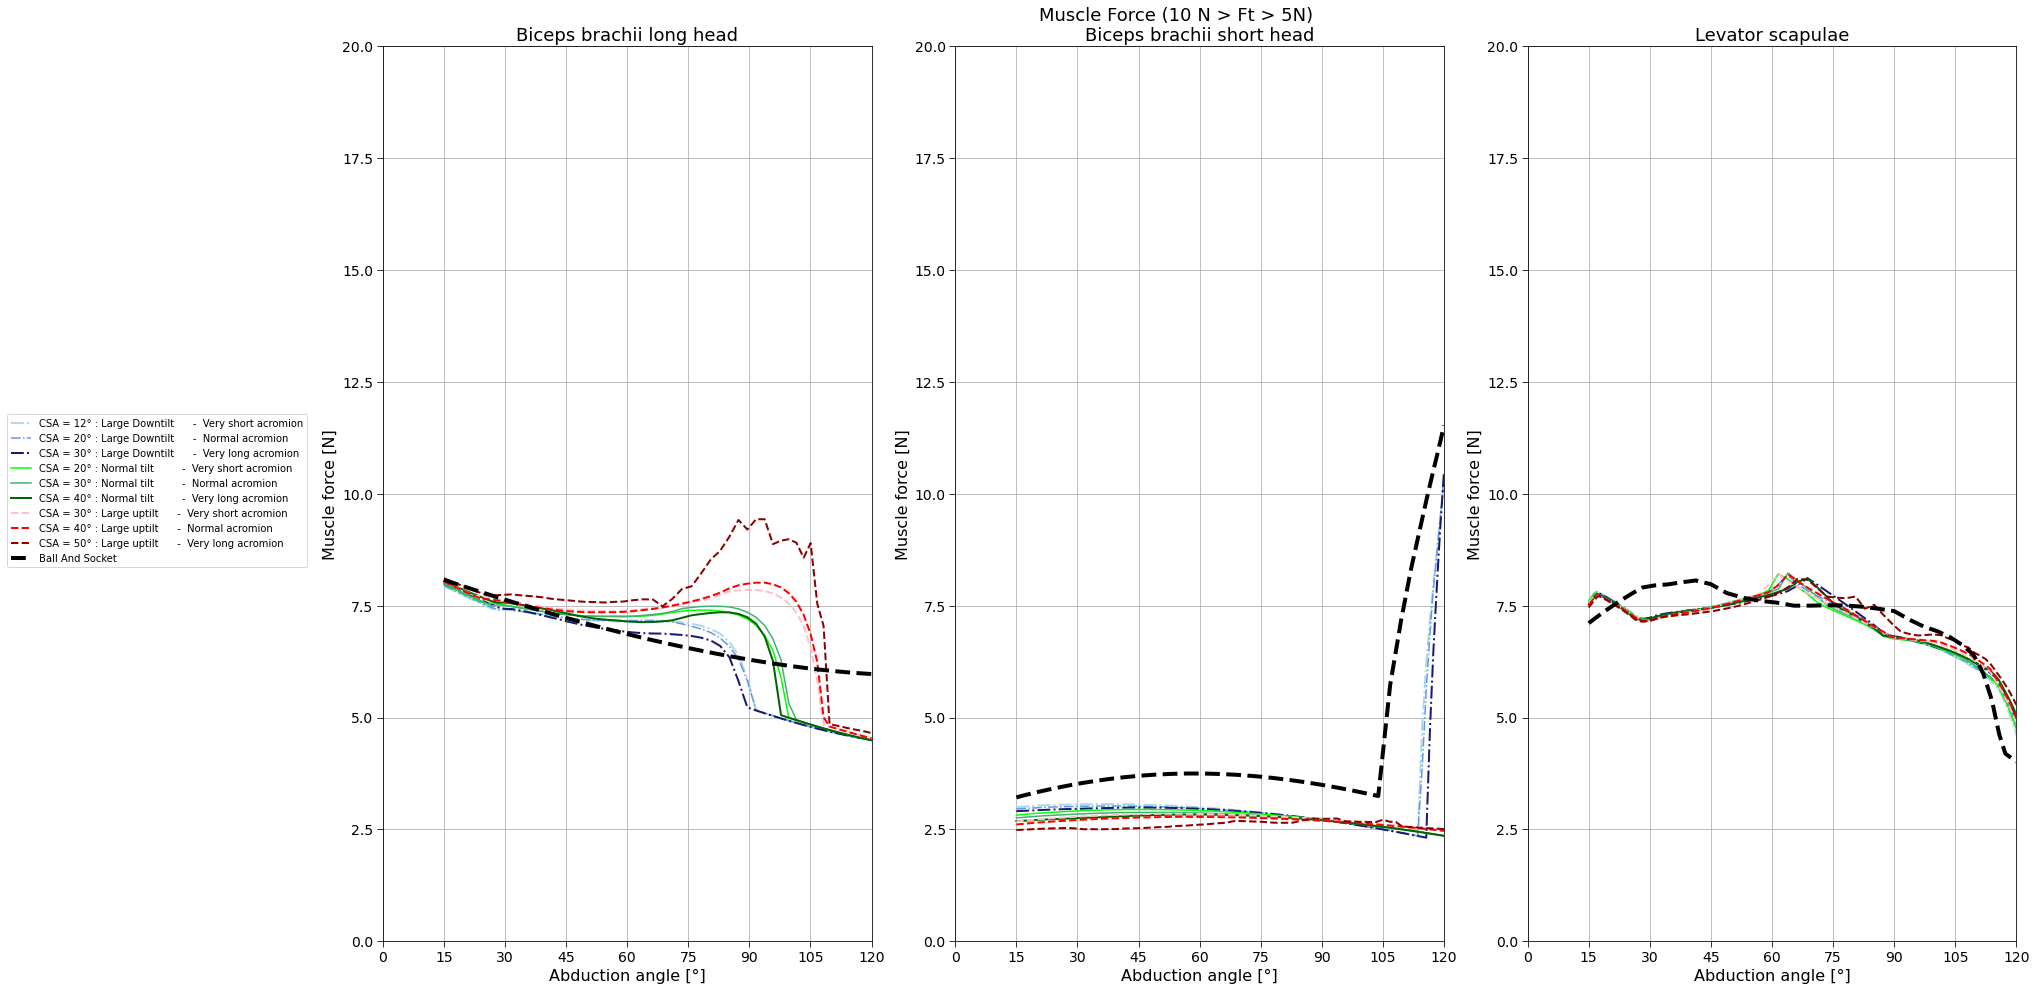 Muscle Force (10 N > Ft > 5N)
Biceps brachii long head
Biceps brachii short head
Levator scapulae
CSA = 12° : Large Downtilt - Very short acromion
CSA = 20° : Large Downtilt - Normal acromion
CSA = 30° : Large Downtilt - Very long acromion
CSA = 20° : Normal tilt - Very short acromion
CSA = 30° : Normal tilt - Normal acromion
CSA = 40° : Normal tilt - Very long acromion
CSA = 30° : Large uptilt - Very short acromion
CSA = 40° : Large uptilt - Normal acromion
CSA = 50° : Large uptilt - Very long acromion
Ball And Socket
Muscle force [N]
20.0
17.5
15.0
12.5
10.0
7.5
5.0
2.5
0.0
0 15 30 45 60 75 90 105 120
Abduction angle [°]
Muscle force [N]
20.0
17.5
15.0
12.5
10.0
7.5
5.0
2.5
0.0
0 15 30 45 60 75 90 105 120
Abduction angle [°]
Muscle force [N]
20.0
17.5
15.0
12.5
10.0
7.5
5.0
2.5
0.0
0 15 30 45 60 75 90 105 120
Abduction angle [°]